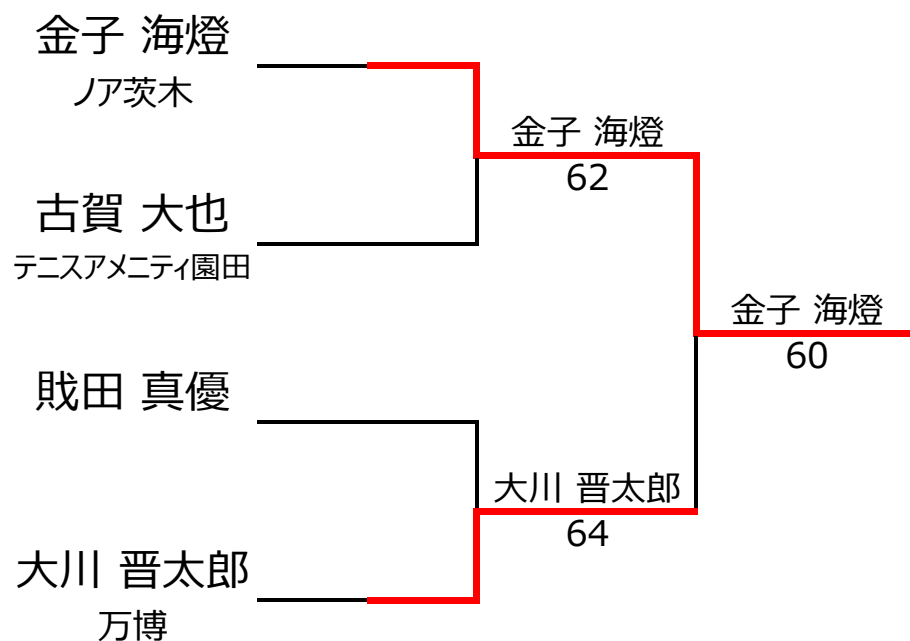 金子 海燈
ノア茨木
金子 海燈
62
古賀 大也
テニスアメニティ園田
金子 海燈
60
戝田 真優
大川 晋太郎
64
大川 晋太郎
万博